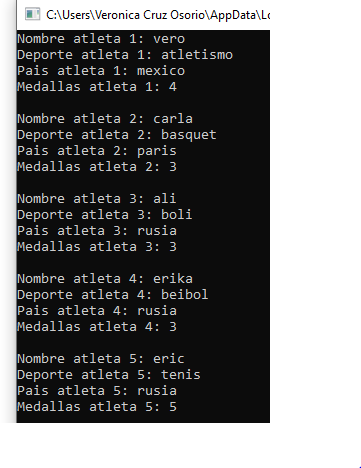 C:\Users\Veronica Cruz Osorio\AppData\Lo
Nombre atleta 1: vero
Deporte atleta 1: atletismo
Pais atleta 1: mexico
Medallas atleta 1: 4
Nombre atleta 2: carla
Deporte atleta 2: basquet
Pais atleta 2: paris
Medallas atleta 2: 3
Nombre atleta 3: ali
Deporte atleta 3: boli
Pais atleta 3: rusia
Medallas atleta 3: 3
Nombre atleta 4: erika
Deporte atleta 4: beibol
Pais atleta 4: rusia
Medallas atleta 4: 3
Nombre atleta 5: eric
Deporte atleta 5: tenis
Pais atleta 5: rusia
Medallas atleta 5: 5